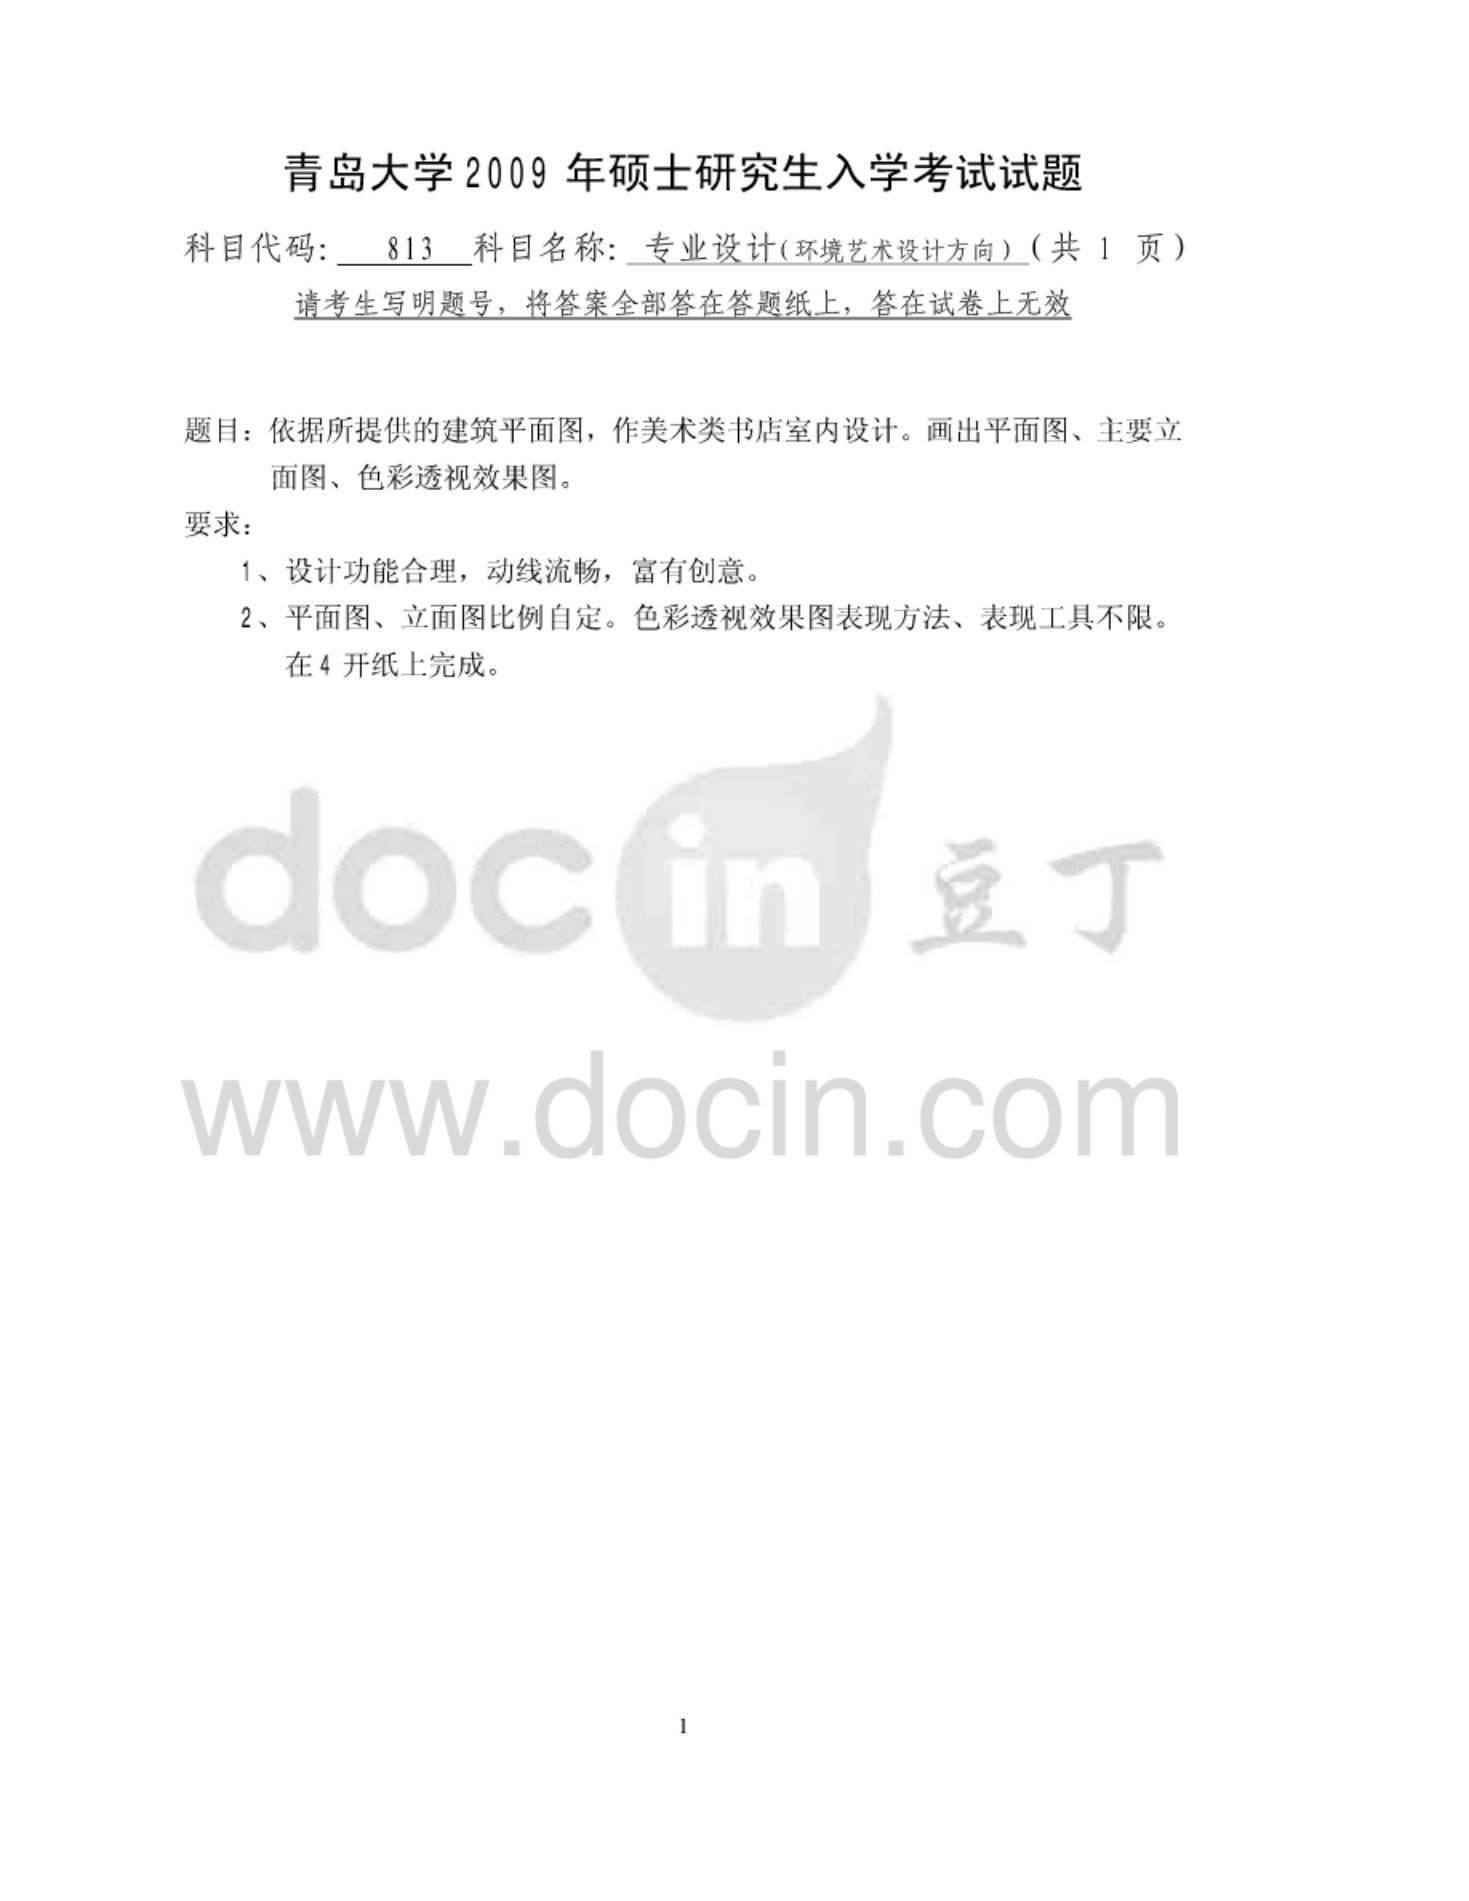 青岛大学2009 年硕士研究生入学考试试题
科目代码: 813 科目名称: 专业设计(环境艺术设计方向) (共 1 页)
请考生写明题号，将答案全部答在答题纸上，答在试卷上无效
题目：依据所提供的建筑平面图，作美术类书店室内设计。画出平面图、主要立
面图、色彩透视效果图。
要求：
1、设计功能合理，动线流畅，富有创意。
2、平面图、立面图比例自定。色彩透视效果图表现方法、表现工具不限。
在4 开纸上完成。
docin 豆丁
www.docin.com
1